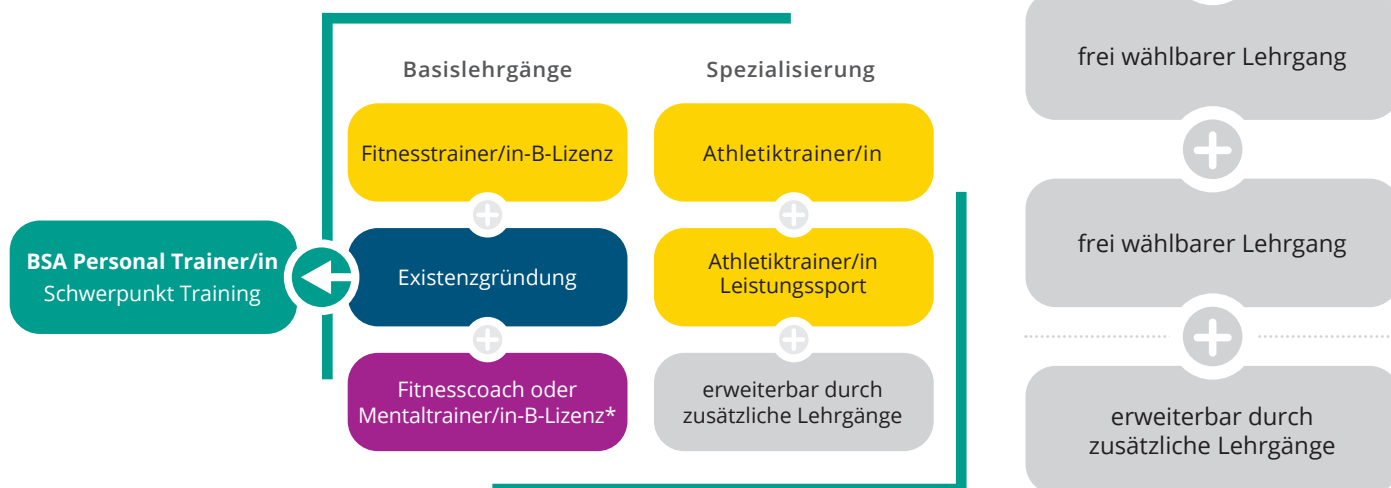 BSA Personal Trainer/in
Schwerpunkt Training
Basislehrgänge
Fitnesstrainer/in-B-Lizenz
Existenzgründung
Fitnesscoach oder
Mentaltrainer/in-B-Lizenz*
Spezialisierung
Athletiktrainer/in
Athletiktrainer/in
Leistungssport
erweiterbar durch
zusätzliche Lehrgänge
frei wählbarer Lehrgang
frei wählbarer Lehrgang
erweiterbar durch
zusätzliche Lehrgänge